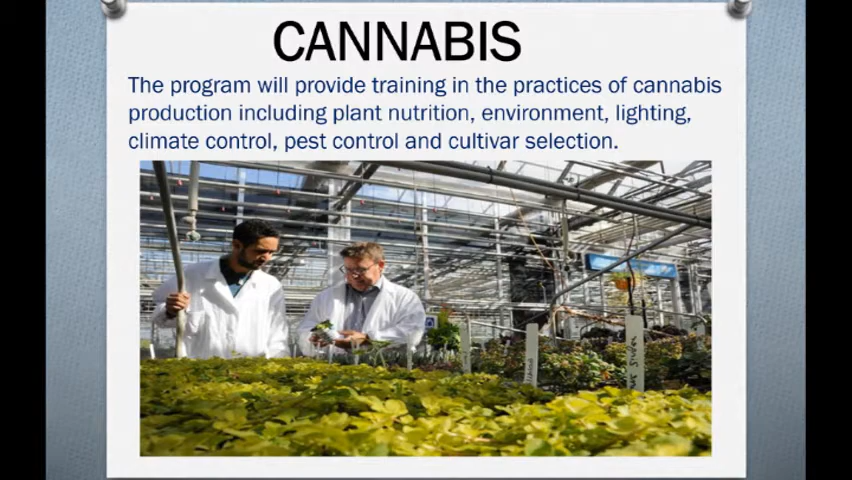 CANNABIS
The program will provide training in the practices of cannabis
production including plant nutrition, environment, lighting,
climate control, pest control and cultivar selection.